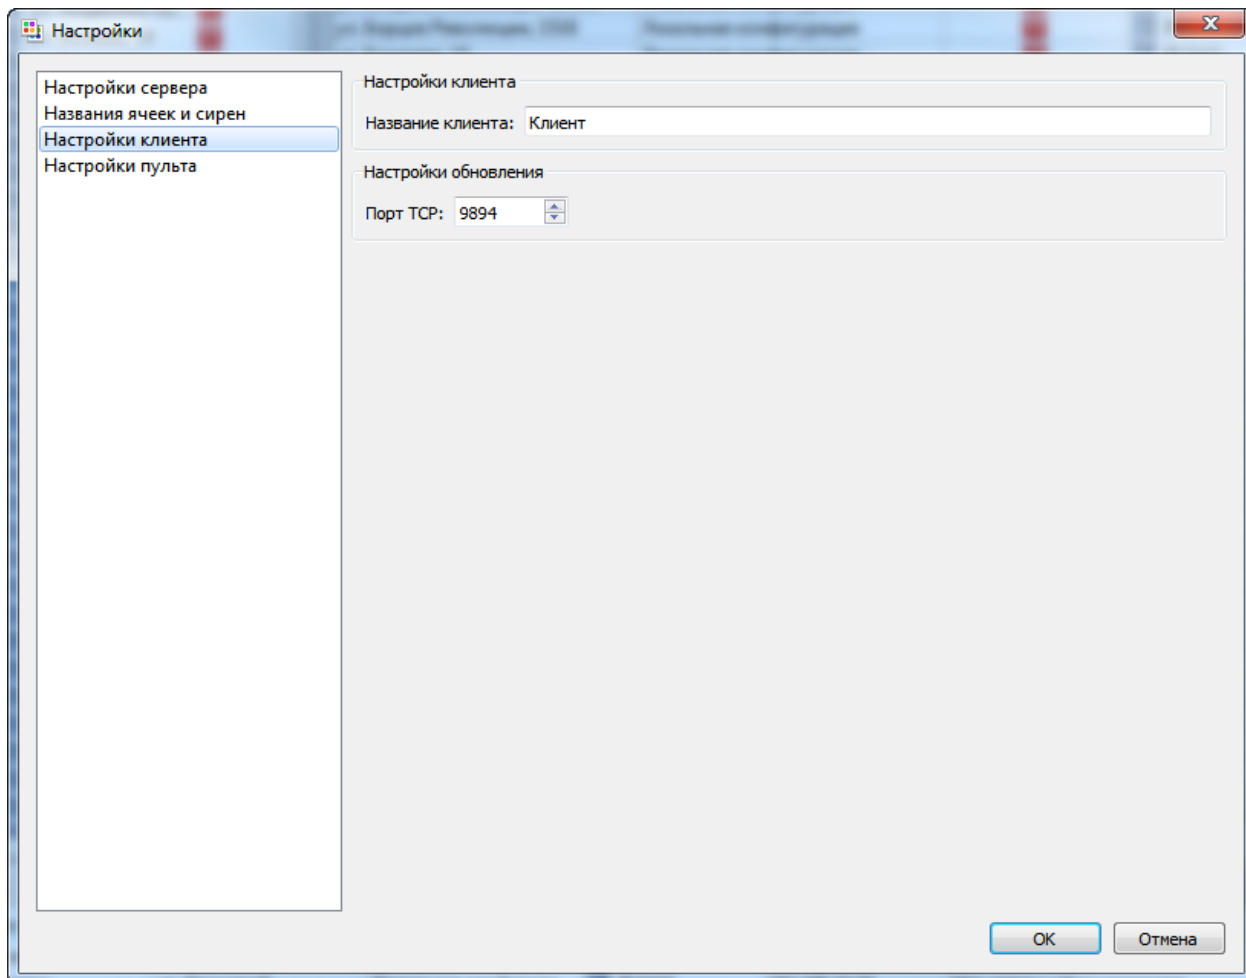 Настройки
Настройки сервера
Названия ячеек и сирен
Настройки клиента
Настройки пульта
Настройки клиента
Название клиента: Клиент
Настройки обновления
Порт TCP: 9894
OK Отмена